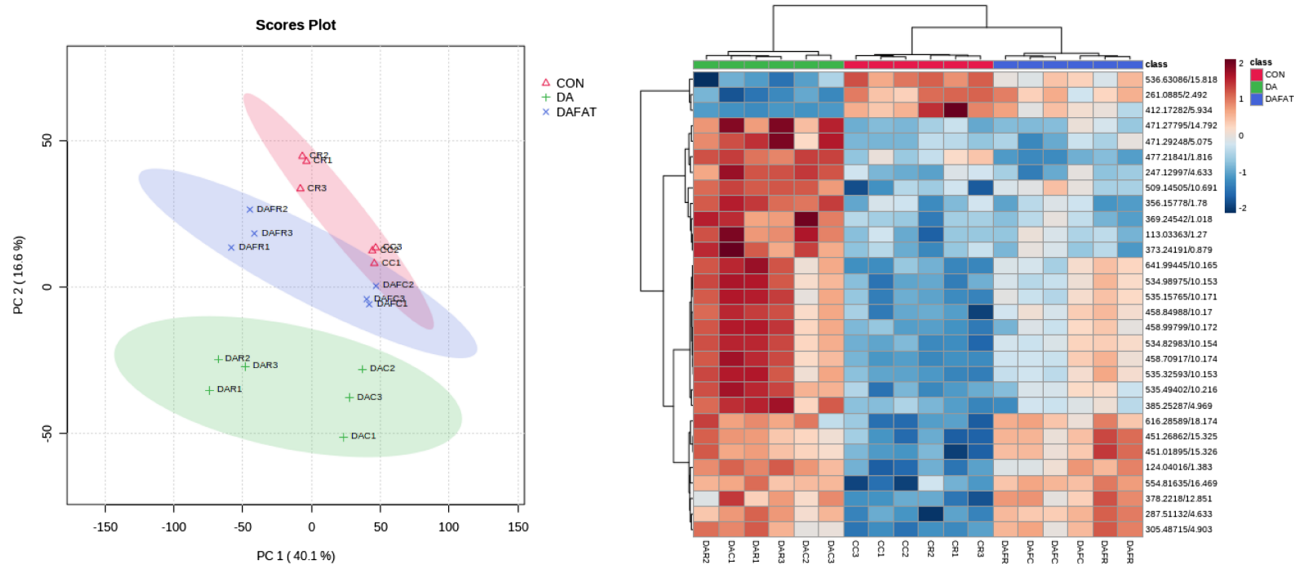 Scores Plot
CON
DA
DAFAT
PC 2 ( 16.6 %)
50
0
-50
CR2
CR1
CR3
DAFR2
DAFR3
DAFR1
CC3
CC2
CC1
DAFC2
DAFC3
DAFC1
DAR2
DAR3
DAR1
DAC2
DAC3
DAC1
-150 -100 -50 0 50 100 150
PC 1 ( 40.1 %)
class
536.63086/15.818
261.0885/2.492
412.17282/5.934
471.27795/14.792
471.29248/5.075
477.21841/1.816
247.12997/4.633
509.14505/10.691
356.15778/1.78
369.24542/1.018
113.03363/1.27
373.24191/0.879
641.99445/10.165
534.98975/10.153
535.15765/10.171
458.84988/10.17
458.99799/10.172
534.82983/10.154
458.70917/10.174
535.32593/10.153
535.49402/10.216
385.25287/4.969
616.28589/18.174
451.26862/15.325
451.01895/15.326
124.04016/1.383
554.81635/16.469
378.2218/12.851
287.51132/4.633
305.48715/4.903
DAR2 DAC1 DAR1 DAR3 DAC2 DAC3 CC3 CC1 CC2 CR2 CR1 CR3 DAFR DAFC DAFC DAFC DAFR DAFR
2
1
0
-1
-2
class
CON
DA
DAFAT